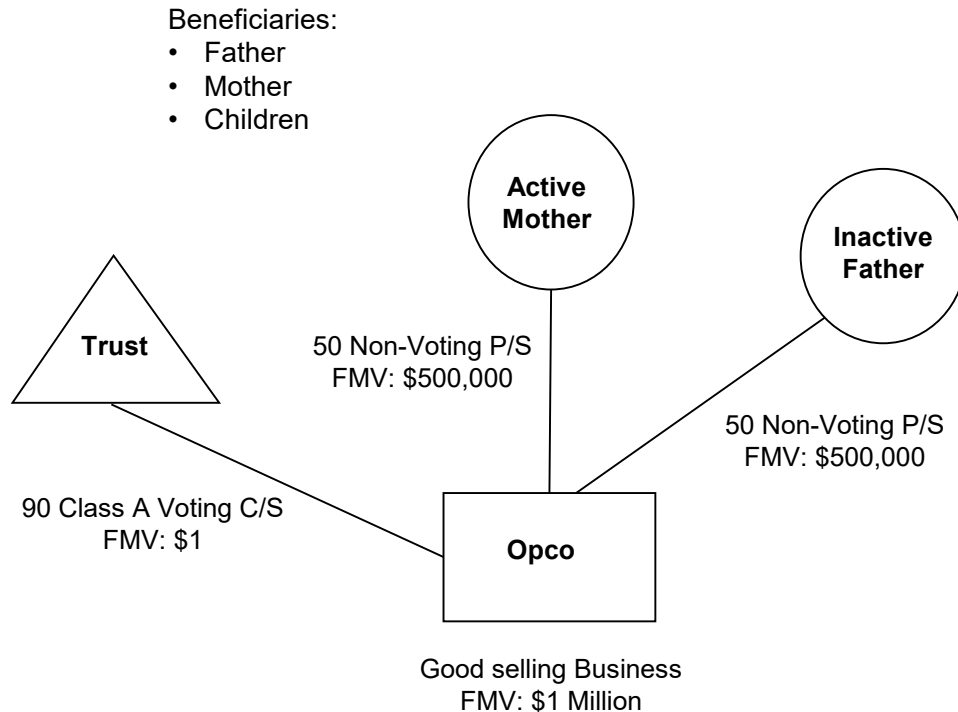 Beneficiaries:
• Father
• Mother
• Children
Active
Mother
Inactive
Father
Trust
50 Non-Voting P/S
FMV: $500,000
50 Non-Voting P/S
FMV: $500,000
90 Class A Voting C/S
FMV: $1
Opco
Good selling Business
FMV: $1 Million